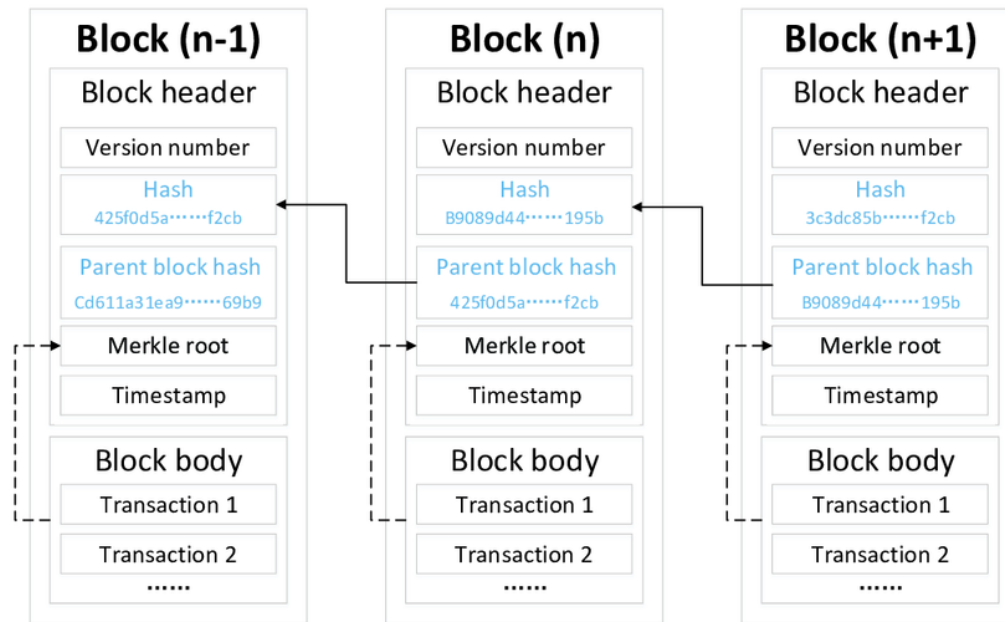 Block (n-1)
Block header
Version number
Hash
425f0d5a······f2cb
Parent block hash
Cd611a31ea9······69b9
Merkle root
Timestamp
Block body
Transaction 1
Transaction 2
······
Block (n)
Block header
Version number
Hash
B9089d44······195b
Parent block hash
425f0d5a······f2cb
Merkle root
Timestamp
Block body
Transaction 1
Transaction 2
······
Block (n+1)
Block header
Version number
Hash
3c3dc85b······f2cb
Parent block hash
B9089d44······195b
Merkle root
Timestamp
Block body
Transaction 1
Transaction 2
······